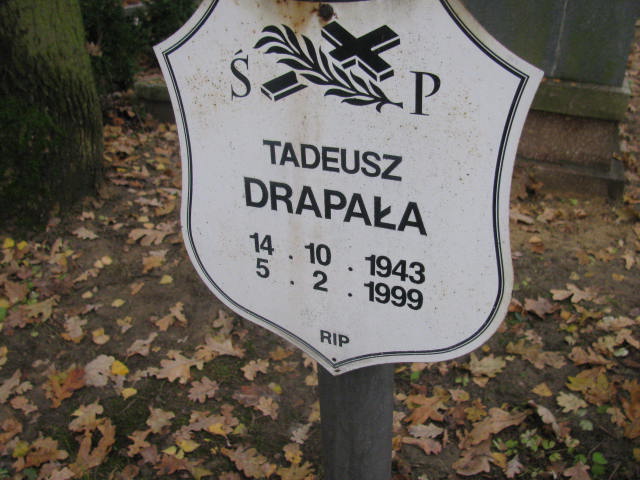 Ś P
TADEUSZ
DRAPAŁA
14 . 10 . 1943
5 . 2 . 1999
RIP